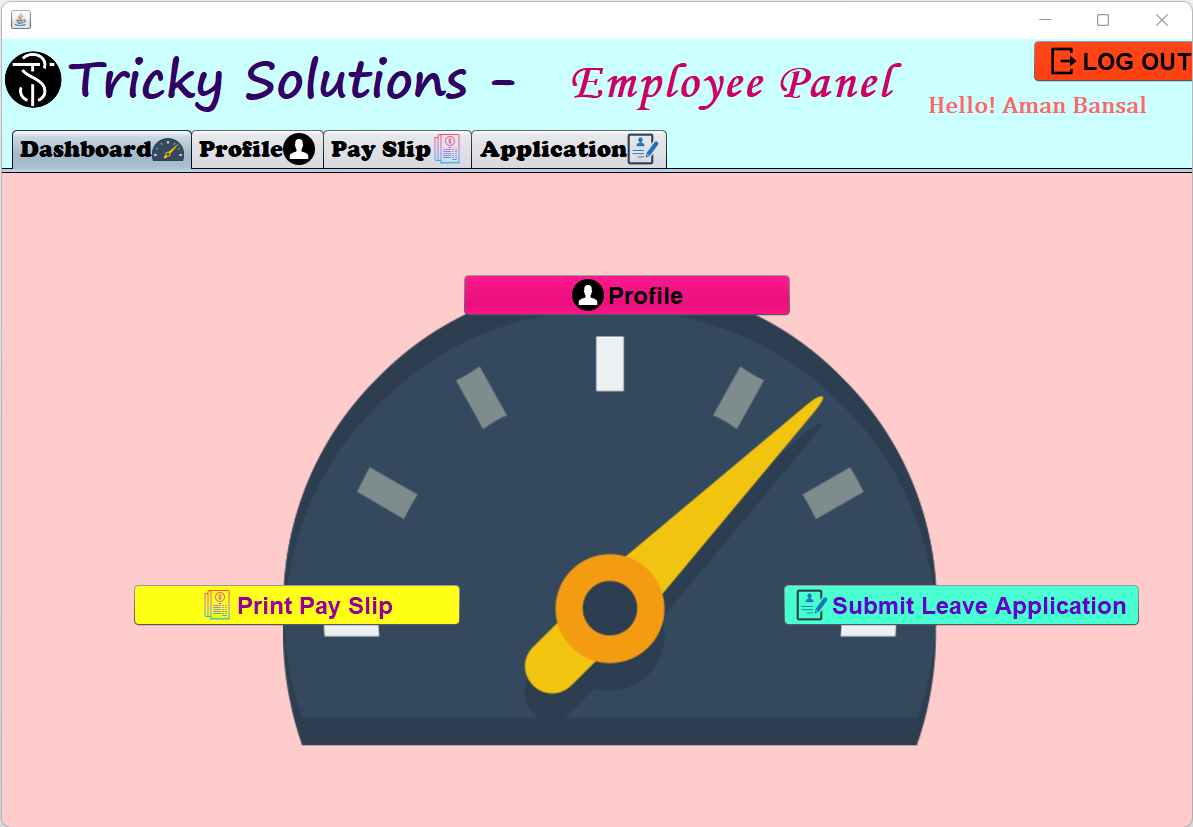 Tricky Solutions - Employee Panel
LOG OUT
Hello! Aman Bansal
Dashboard Profile Pay Slip Application
Profile
Print Pay Slip
Submit Leave Application